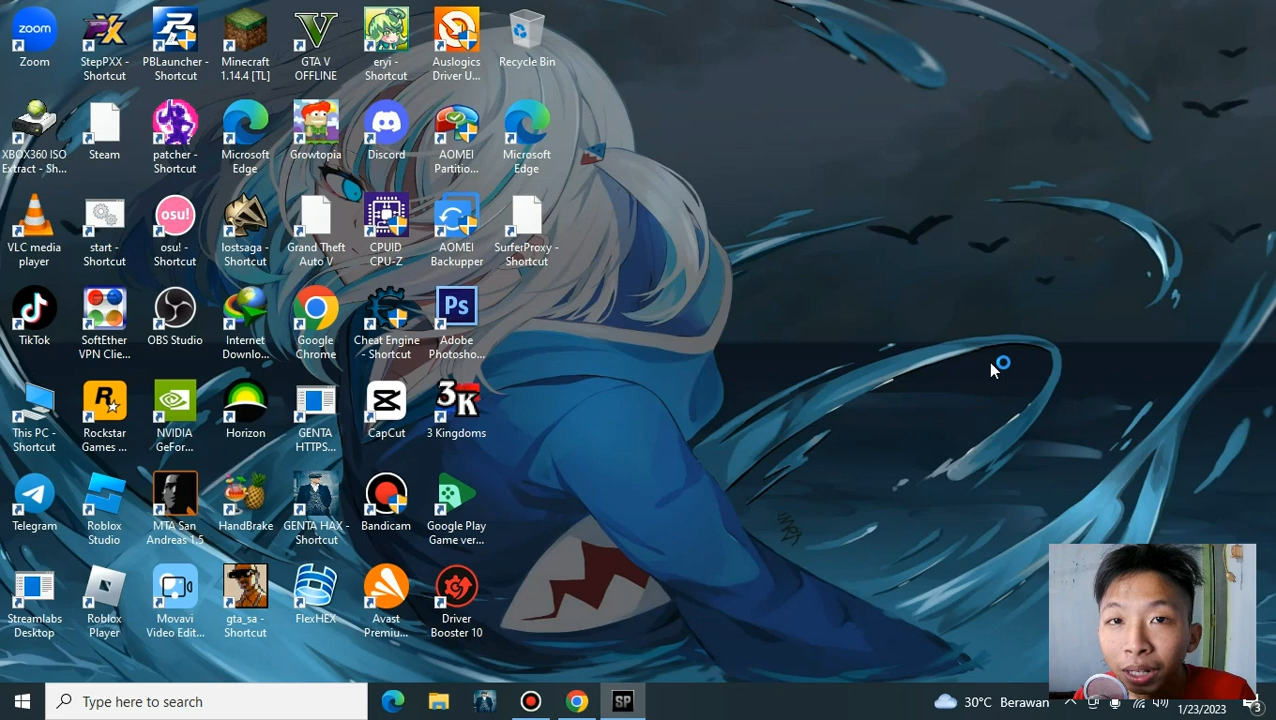 Zoom
StepPXX - Shortcut
PBLauncher - Shortcut
Minecraft 1.14.4 [TL]
GTA V OFFLINE
eryi - Shortcut
Auslogics Driver U...
Recycle Bin
XBOX360 ISO Extract - Sh...
Steam
patcher - Shortcut
Microsoft Edge
Growtopia
Discord
AOMEI Partitio...
Microsoft Edge
VLC media player
start - Shortcut
osu!
osu! - Shortcut
lostsaga - Shortcut
Grand Theft Auto V
CPUID CPU-Z
AOMEI Backupper
SurferProxy - Shortcut
TikTok
SoftEther VPN Clie...
OBS Studio
Internet Downlo...
Google Chrome
Cheat Engine - Shortcut
Ps
Adobe Photosho...
This PC - Shortcut
Rockstar Games ...
NVIDIA GeFor...
Horizon
GENTA HTTPS...
CapCut
3K
3 Kingdoms
Telegram
Roblox Studio
MTA San Andreas 1.5
HandBrake
GENTA HAX - Shortcut
Bandicam
Google Play Game ver...
Streamlabs Desktop
Roblox Player
Movavi Video Edit...
gta_sa - Shortcut
FlexHEX
Avast Premiu...
Driver Booster 10
Type here to search
SP
30°C Berawan
1/23/2023
3